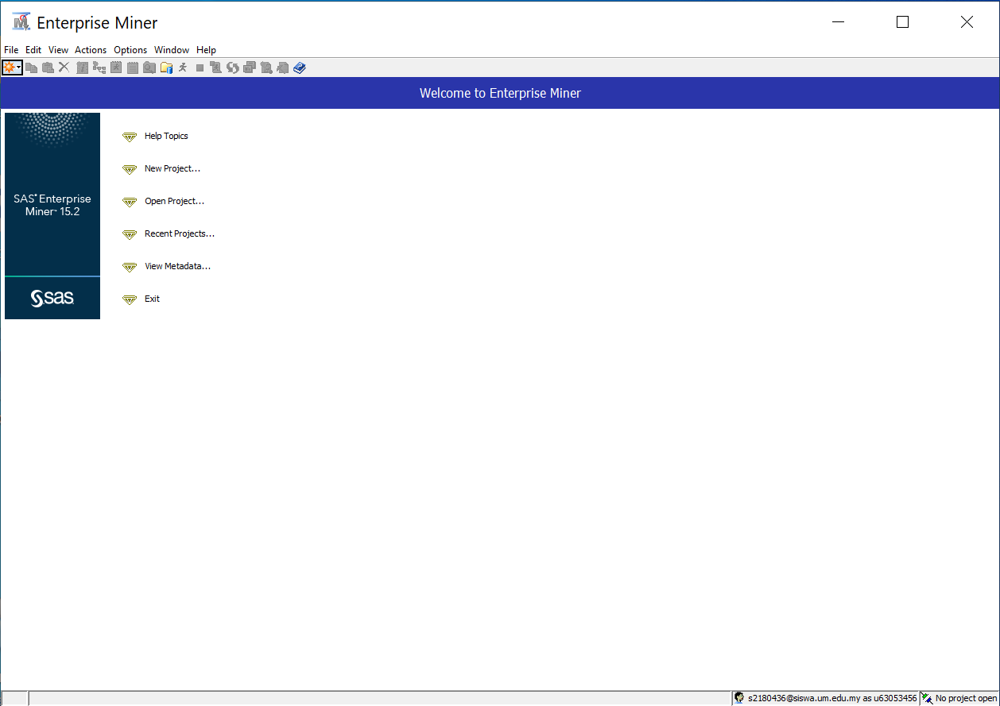 Enterprise Miner
File Edit View Actions Options Window Help
Welcome to Enterprise Miner
SAS® Enterprise
Miner™ 15.2
sas
Help Topics
New Project...
Open Project...
Recent Projects...
View Metadata...
Exit
s2180436@siswa.um.edu.my as u63053456
No project open